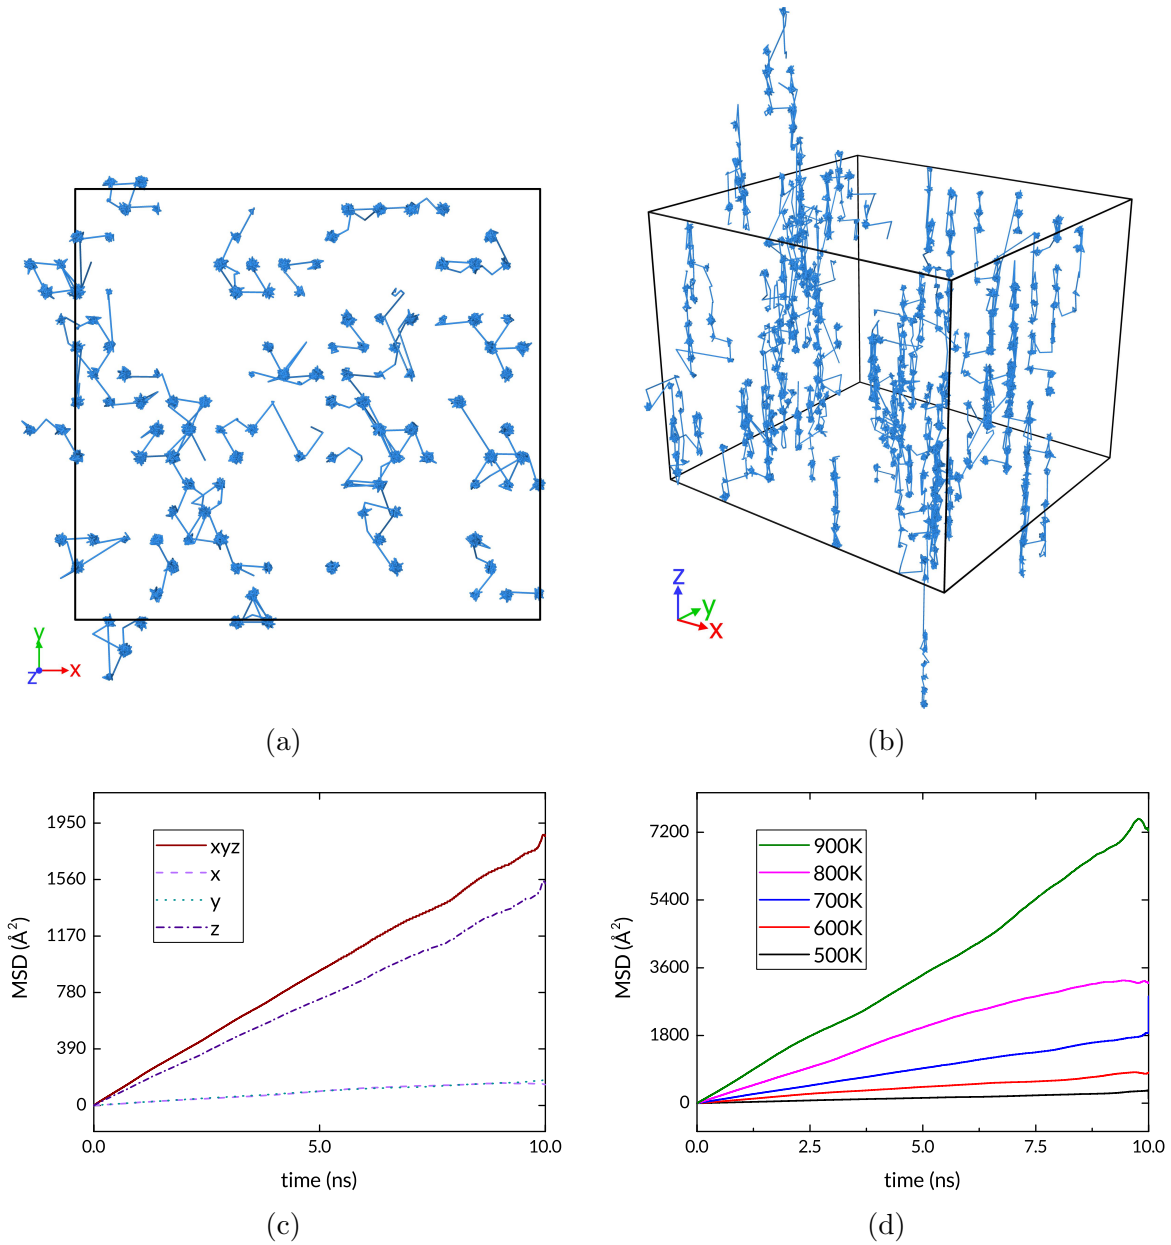 y
z x
(a)
z
y
x
(b)
1950
1560
1170
780
390
0
MSD (Å²)
xyz
x
y
z
0.0 5.0 10.0
time (ns)
(c)
7200
5400
3600
1800
0
MSD (Å²)
900K
800K
700K
600K
500K
0.0 2.5 5.0 7.5 10.0
time (ns)
(d)